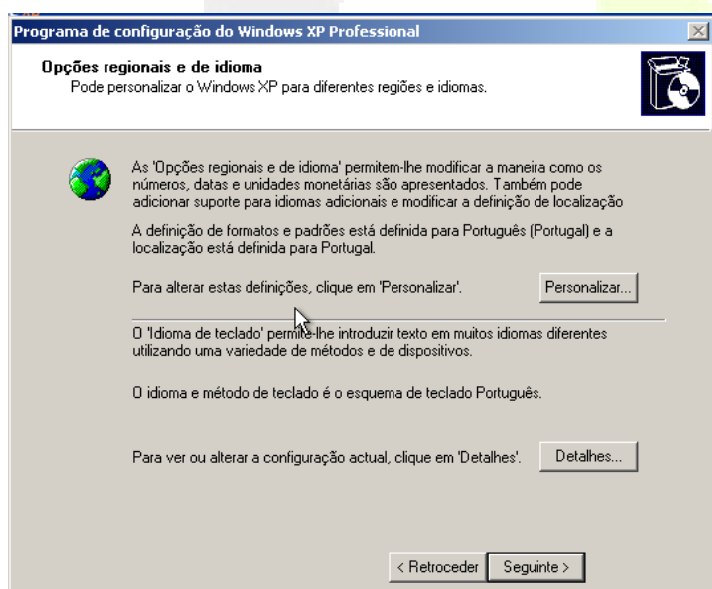 Programa de configuração do Windows XP Professional
Opções regionais e de idioma
Pode personalizar o Windows XP para diferentes regiões e idiomas.
As 'Opções regionais e de idioma' permitem-lhe modificar a maneira como os
números, datas e unidades monetárias são apresentados. Também pode
adicionar suporte para idiomas adicionais e modificar a definição de localização
A definição de formatos e padrões está definida para Português (Portugal) e a
localização está definida para Portugal.
Para alterar estas definições, clique em 'Personalizar'.
Personalizar...
O 'Idioma de teclado' permite-lhe introduzir texto em muitos idiomas diferentes
utilizando uma variedade de métodos e de dispositivos.
O idioma e método de teclado é o esquema de teclado Português.
Para ver ou alterar a configuração actual, clique em 'Detalhes'.
Detalhes...
< Retroceder
Seguinte >